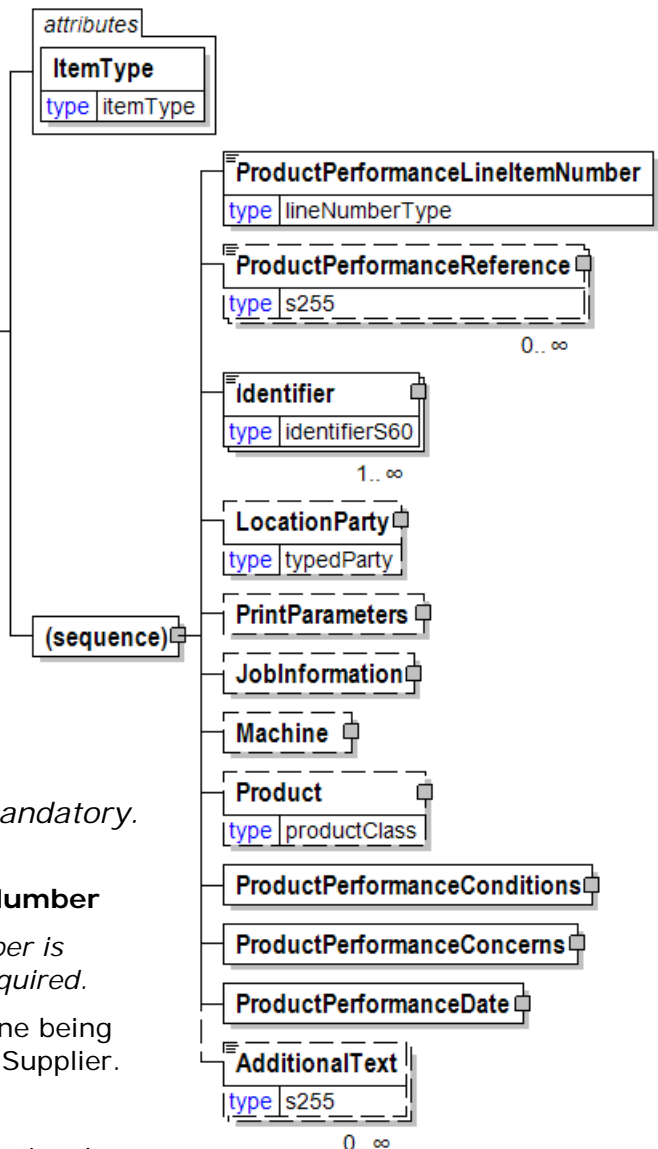 attributes
ItemType
type itemType
ProductPerformanceLineItemNumber
type lineNumberType
ProductPerformanceReference
type s255
0.. ∞
Identifier
type identifierS60
1.. ∞
LocationParty
type typedParty
PrintParameters
(sequence)
JobInformation
Machine
Product
type productClass
andatory.
ProductPerformanceConditions
lumber
ProductPerformanceConcerns
er is
quired.
ProductPerformanceDate
ne being
Supplier.
AdditionalText
type s255
0.. ∞